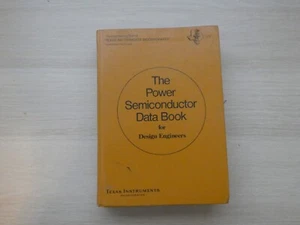 The
Power
Semiconductor
Data Book
for
Design Engineers
TEXAS INSTRUMENTS